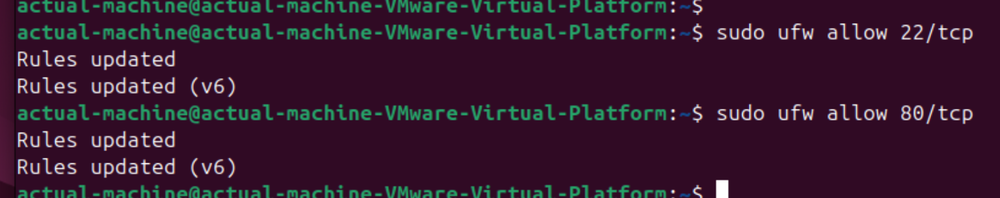 actual-machine@actual-machine-VMware-Virtual-Platform:~$
actual-machine@actual-machine-VMware-Virtual-Platform:~$ sudo ufw allow 22/tcp
Rules updated
Rules updated (v6)
actual-machine@actual-machine-VMware-Virtual-Platform:~$ sudo ufw allow 80/tcp
Rules updated
Rules updated (v6)
actual-machine@actual-machine-VMware-Virtual-Platform:~$